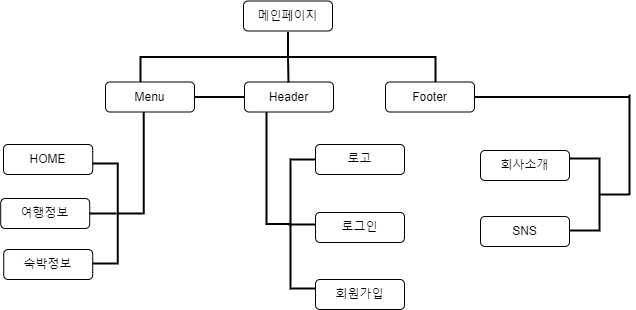 메인페이지
Menu
Header
Footer
HOME
여행정보
숙박정보
로고
로그인
회원가입
회사소개
SNS